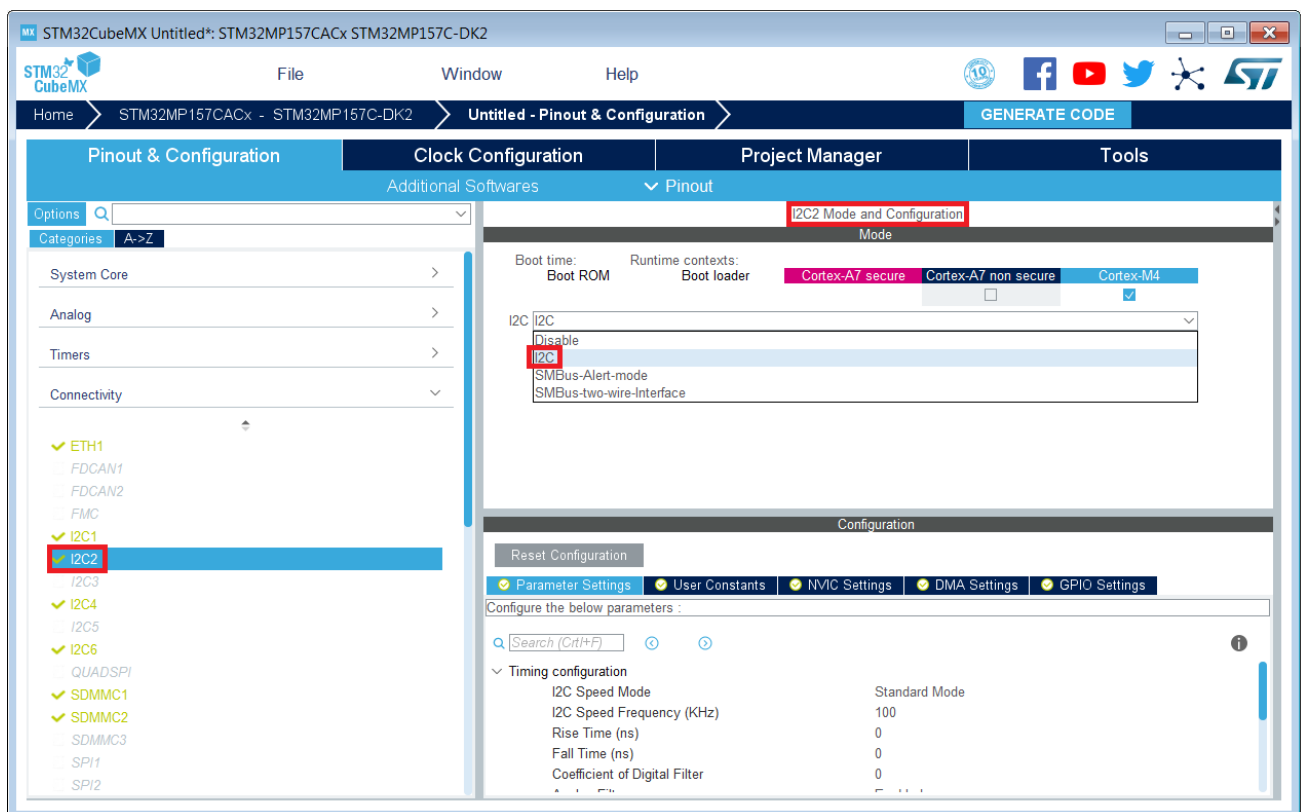 MX STM32CubeMX Untitled*: STM32MP157CACx STM32MP157C-DK2
STM32 CubeMX
File Window Help
10
Home STM32MP157CACx - STM32MP157C-DK2 Untitled - Pinout & Configuration GENERATE CODE
Pinout & Configuration Clock Configuration Project Manager Tools
Additional Softwares Pinout
Options
Categories A->Z
System Core
Analog
Timers
Connectivity
ETH1
FDCAN1
FDCAN2
FMC
I2C1
I2C2
I2C3
I2C4
I2C5
I2C6
QUADSPI
SDMMC1
SDMMC2
SDMMC3
SPI1
SPI2
I2C2 Mode and Configuration
Mode
Boot time: Runtime contexts:
Boot ROM Boot loader Cortex-A7 secure Cortex-A7 non secure Cortex-M4
I2C I2C
Disable
I2C
SMBus-Alert-mode
SMBus-two-wire-Interface
Configuration
Reset Configuration
Parameter Settings User Constants NVIC Settings DMA Settings GPIO Settings
Configure the below parameters :
Search (Crtl+F)
Timing configuration
I2C Speed Mode Standard Mode
I2C Speed Frequency (KHz) 100
Rise Time (ns) 0
Fall Time (ns) 0
Coefficient of Digital Filter 0